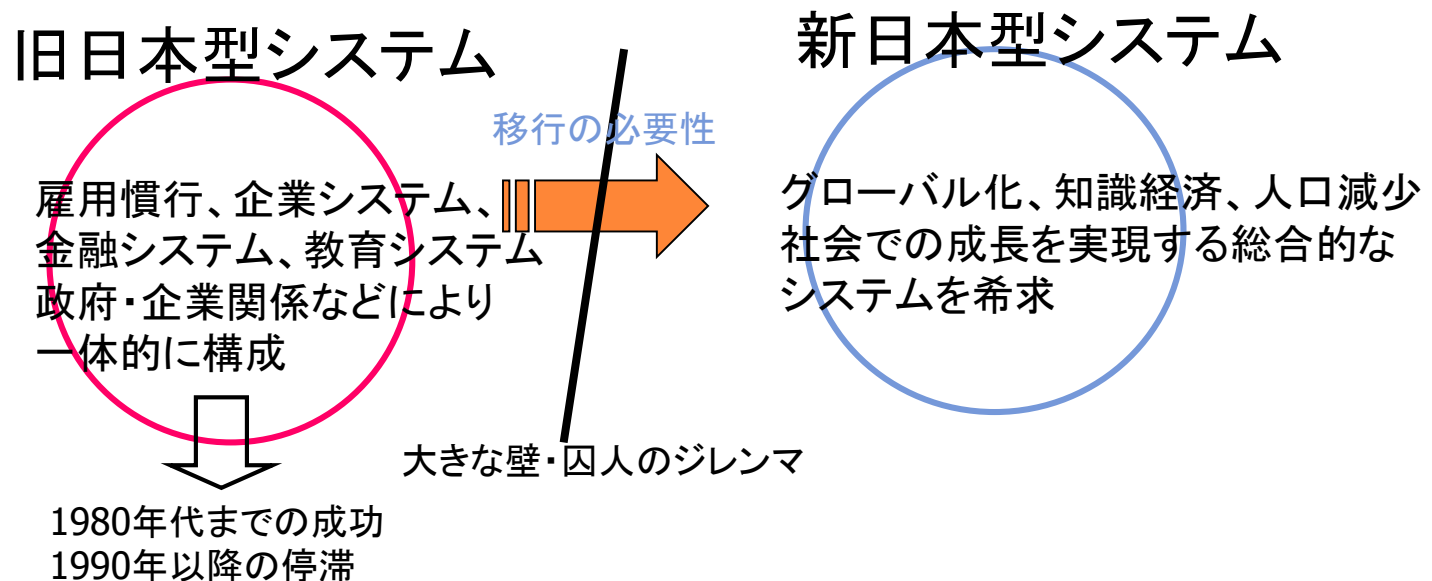 旧日本型システム
新日本型システム
移行の必要性
雇用慣行、企業システム、
金融システム、教育システム
政府・企業関係などにより
一体的に構成
グローバル化、知識経済、人口減少
社会での成長を実現する総合的な
システムを希求
大きな壁・囚人のジレンマ
1980年代までの成功
1990年以降の停滞